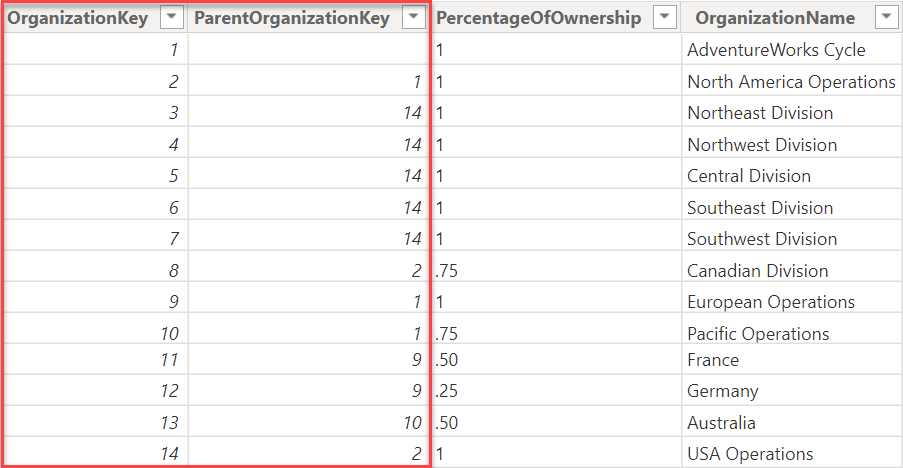 OrganizationKey ParentOrganizationKey PercentageOfOwnership OrganizationName
1 1 AdventureWorks Cycle
2 1 1 North America Operations
3 14 1 Northeast Division
4 14 1 Northwest Division
5 14 1 Central Division
6 14 1 Southeast Division
7 14 1 Southwest Division
8 2 .75 Canadian Division
9 1 1 European Operations
10 1 .75 Pacific Operations
11 9 .50 France
12 9 .25 Germany
13 10 .50 Australia
14 2 1 USA Operations